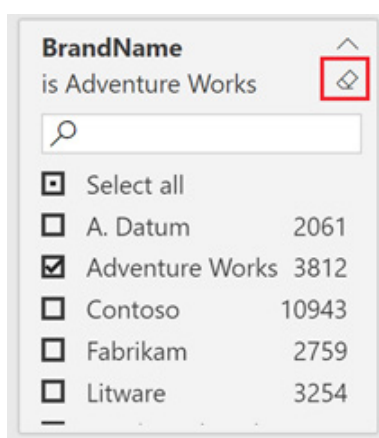 BrandName
is Adventure Works
Select all
A. Datum 2061
Adventure Works 3812
Contoso 10943
Fabrikam 2759
Litware 3254